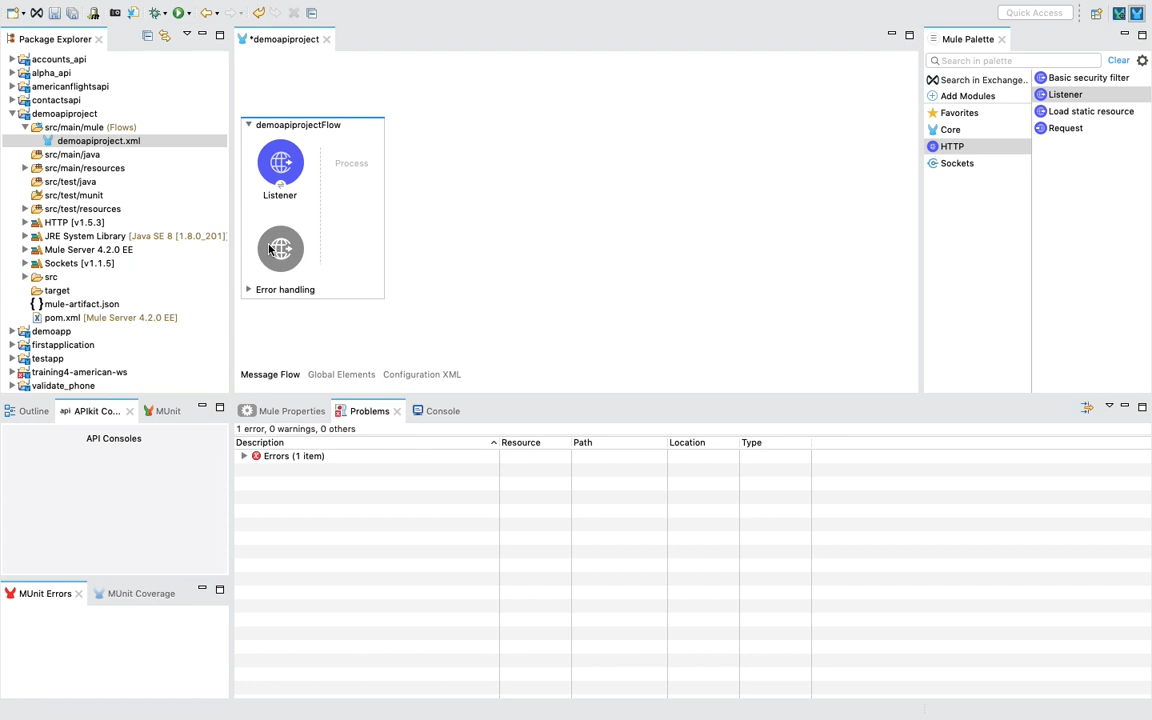 Quick Access
Package Explorer
*demoapiproject
Mule Palette
accounts_api
alpha_api
americanflightsapi
contactsapi
demoapiproject
src/main/mule (Flows)
demoapiproject.xml
src/main/java
src/main/resources
src/test/java
src/test/munit
src/test/resources
HTTP [v1.5.3]
JRE System Library [Java SE 8 [1.8.0_201]]
Mule Server 4.2.0 EE
Sockets [v1.1.5]
src
target
mule-artifact.json
pom.xml [Mule Server 4.2.0 EE]
demoapp
firstapplication
testapp
training4-american-ws
validate_phone
demoapiprojectFlow
Process
Listener
Error handling
Message Flow Global Elements Configuration XML
Search in palette Clear
Search in Exchange..
Add Modules
Favorites
Core
HTTP
Sockets
Basic security filter
Listener
Load static resource
Request
Outline api APIkit Co... MUnit
API Consoles
Mule Properties Problems Console
1 error, 0 warnings, 0 others
Description Resource Path Location Type
Errors (1 item)
MUnit Errors MUnit Coverage